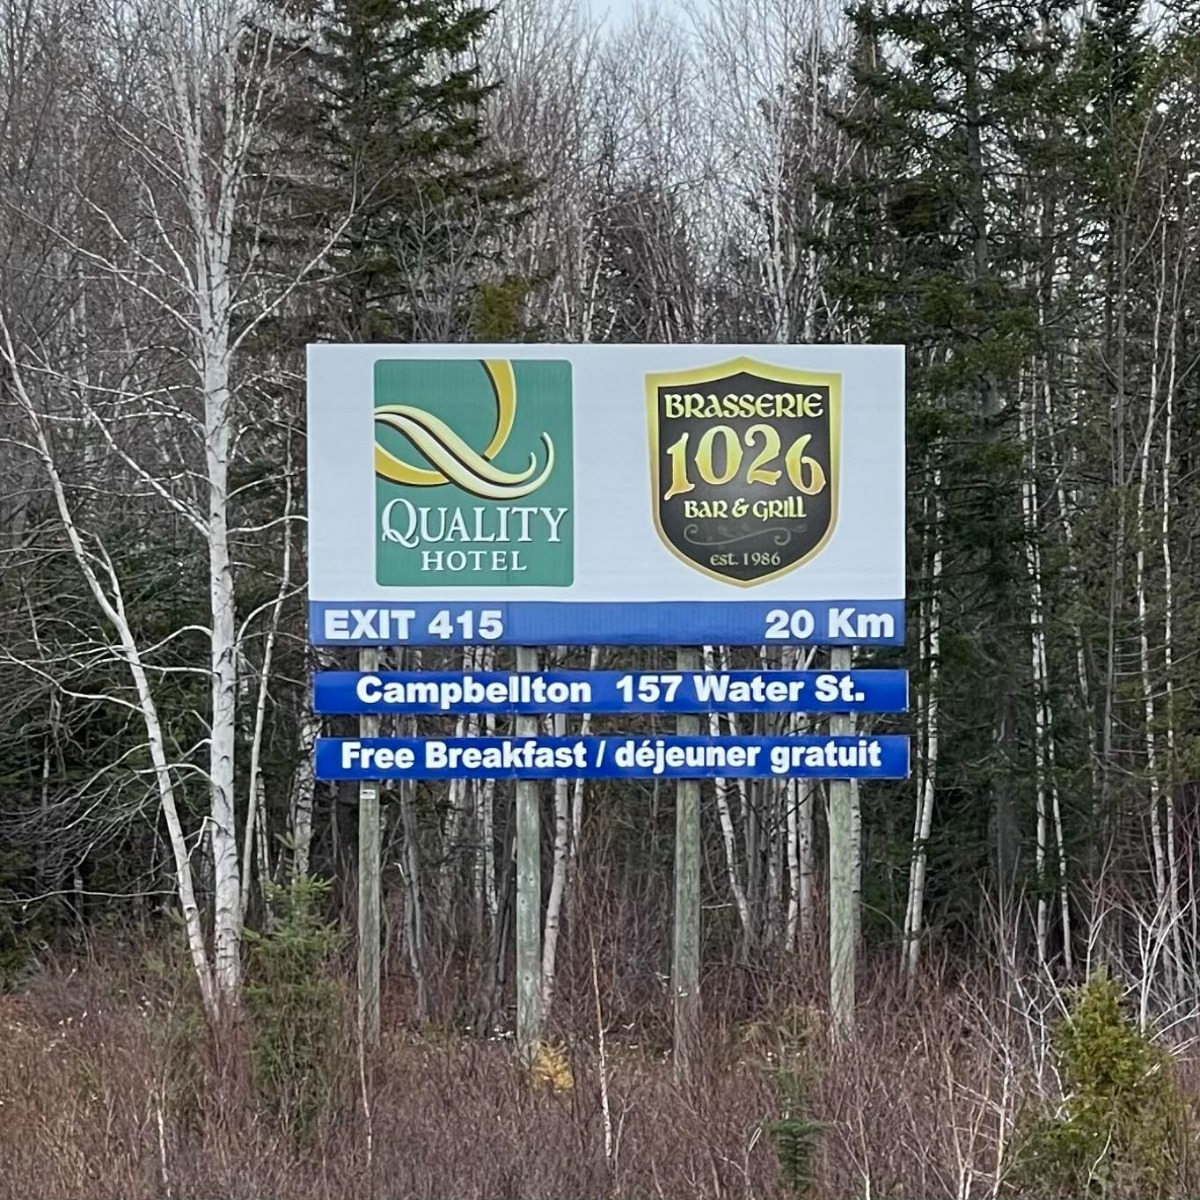 QUALITY
HOTEL
BRASSERIE
1026
BAR & GRILL
est. 1986
EXIT 415 20 Km
Campbellton 157 Water St.
Free Breakfast / déjeuner gratuit